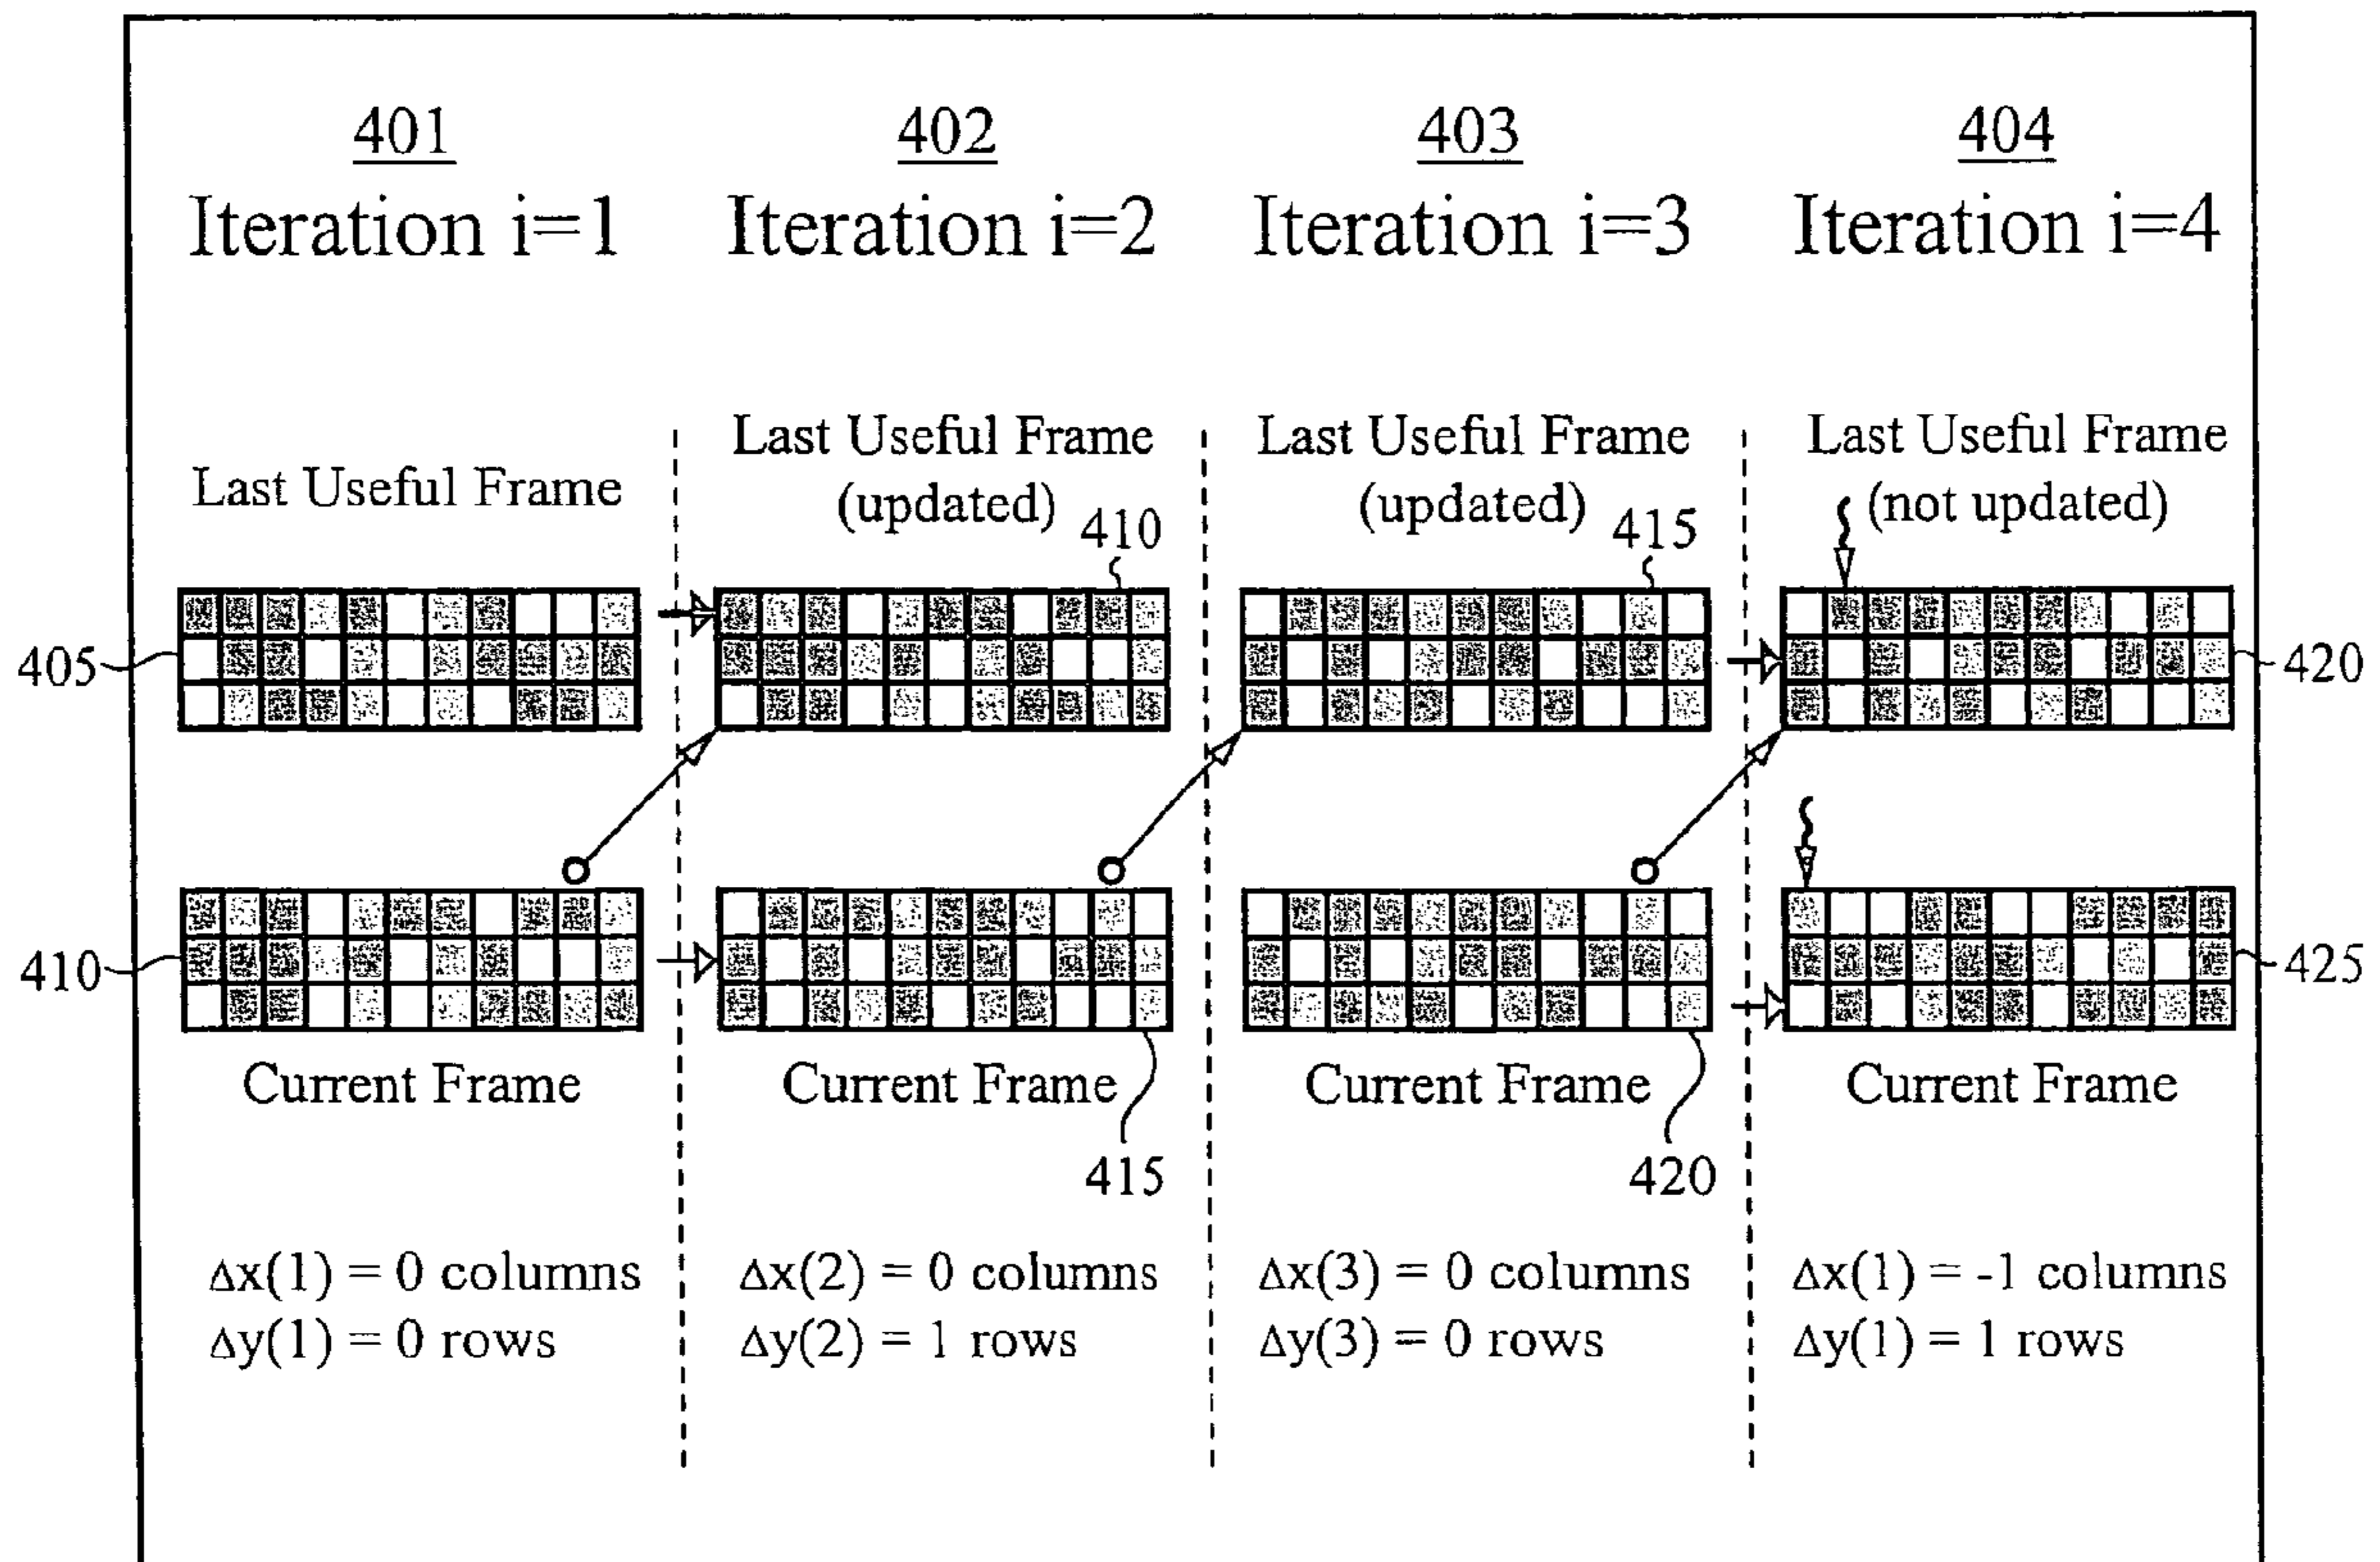 401
Iteration i=1
402
Iteration i=2
403
Iteration i=3
404
Iteration i=4
Last Useful Frame
Last Useful Frame
(updated)
410
Last Useful Frame
(updated)
415
Last Useful Frame
(not updated)
405
420
410
425
Current Frame
Current Frame
Current Frame
Current Frame
415
420
Δx(1) = 0 columns
Δy(1) = 0 rows
Δx(2) = 0 columns
Δy(2) = 1 rows
Δx(3) = 0 columns
Δy(3) = 0 rows
Δx(1) = -1 columns
Δy(1) = 1 rows